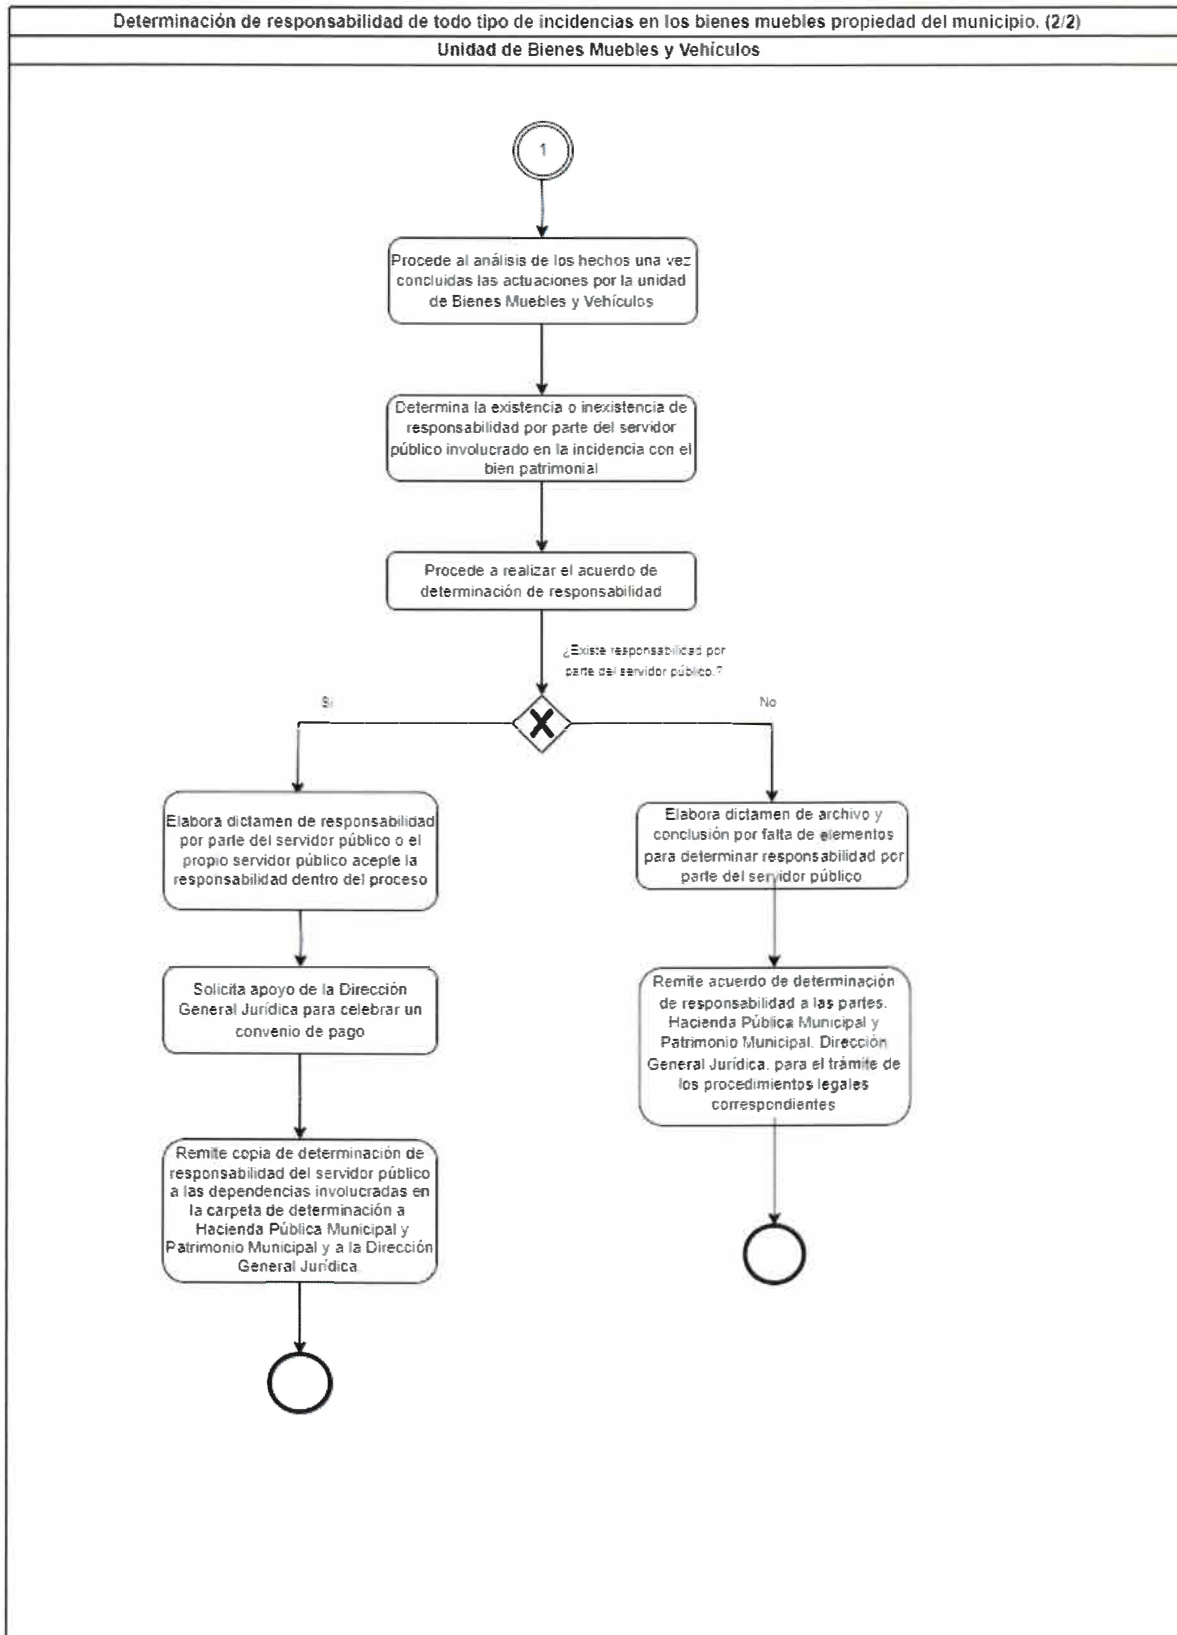 Determinación de responsabilidad de todo tipo de incidencias en los bienes muebles propiedad del municipio. (2/2)
Unidad de Bienes Muebles y Vehículos
1
Procede al análisis de los hechos una vez
concluidas las actuaciones por la unidad
de Bienes Muebles y Vehículos
Determina la existencia o inexistencia de
responsabilidad por parte del servidor
público involucrado en la incidencia con el
bien patrimonial
Procede a realizar el acuerdo de
determinación de responsabilidad
¿Existe responsabilidad por
parte del servidor público.?
Si
No
Elabora dictamen de responsabilidad
por parte del servidor público o el
propio servidor público acepte la
responsabilidad dentro del proceso
Elabora dictamen de archivo y
conclusión por falta de elementos
para determinar responsabilidad por
parte del servidor público
Solicita apoyo de la Dirección
General Jurídica para celebrar un
convenio de pago
Remite acuerdo de determinación
de responsabilidad a las partes.
Hacienda Pública Municipal y
Patrimonio Municipal. Dirección
General Jurídica. para el trámite de
los procedimientos legales
correspondientes
Remite copia de determinación de
responsabilidad del servidor público
a las dependencias involucradas en
la carpeta de determinación a
Hacienda Pública Municipal y
Patrimonio Municipal y a la Dirección
General Jurídica.